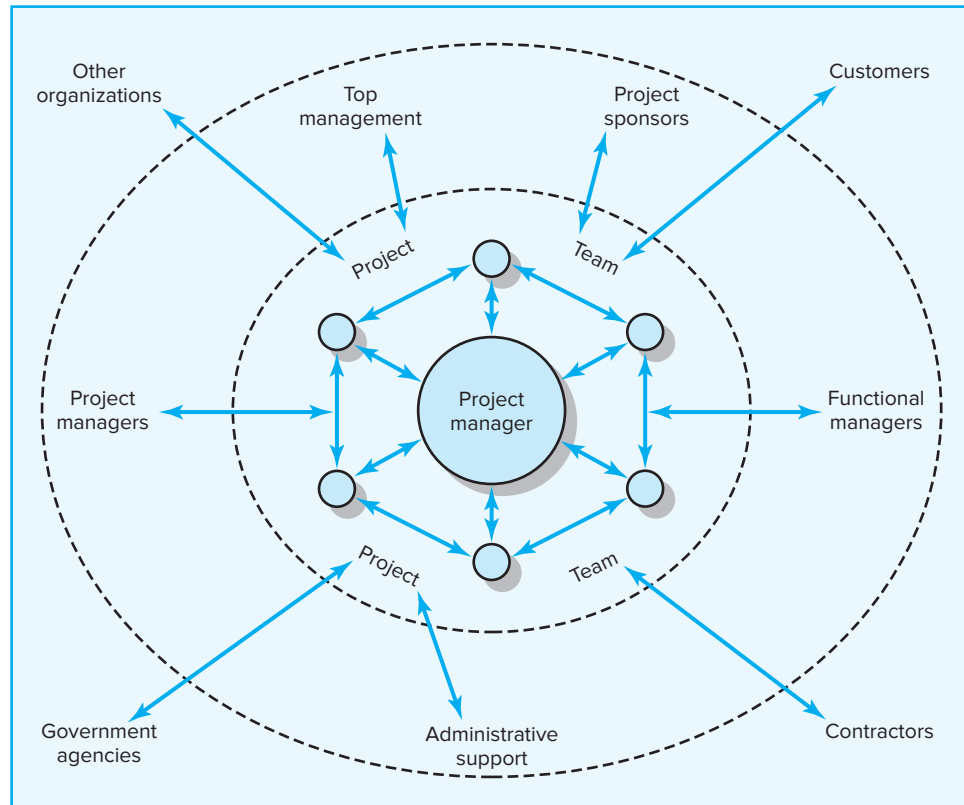 Other
organizations
Top
management
Project
sponsors
Customers
Project
Team
Project
managers
Project
manager
Functional
managers
Project
Team
Government
agencies
Administrative
support
Contractors